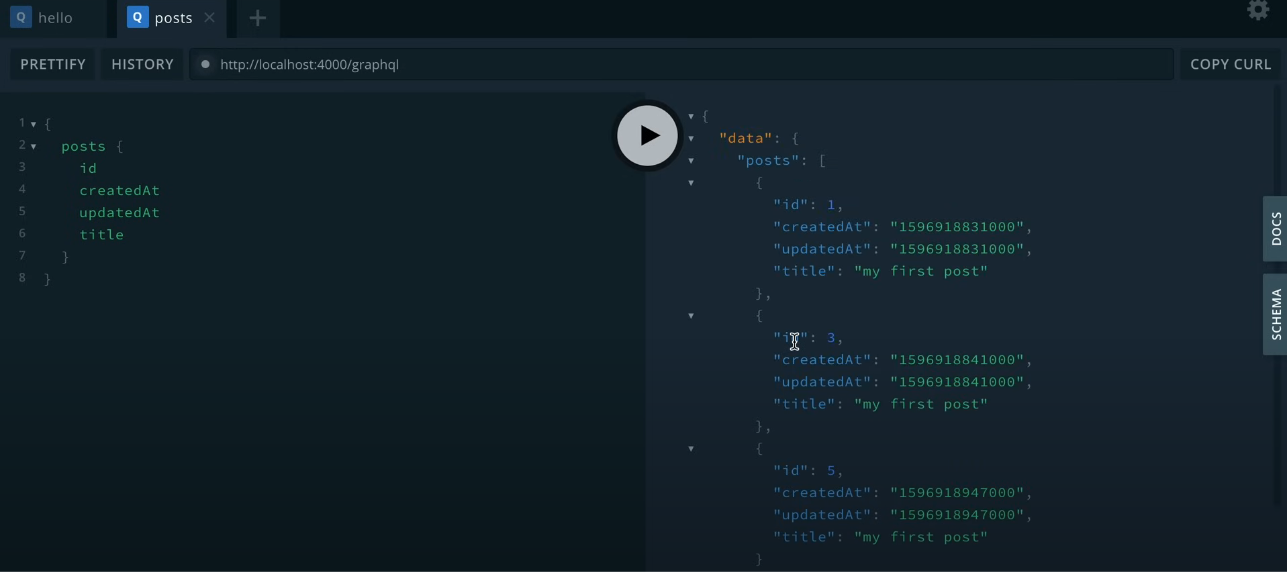 Q hello
Q posts
PRETTIFY HISTORY http://localhost:4000/graphql COPY CURL
1 {
2 posts {
3 id
4 createdAt
5 updatedAt
6 title
7 }
8 }
{
"data": {
"posts": [
{
"id": 1,
"createdAt": "1596918831000",
"updatedAt": "1596918831000",
"title": "my first post"
},
{
"id": 3,
"createdAt": "1596918841000",
"updatedAt": "1596918841000",
"title": "my first post"
},
{
"id": 5,
"createdAt": "1596918947000",
"updatedAt": "1596918947000",
"title": "my first post"
}
DOCS
SCHEMA